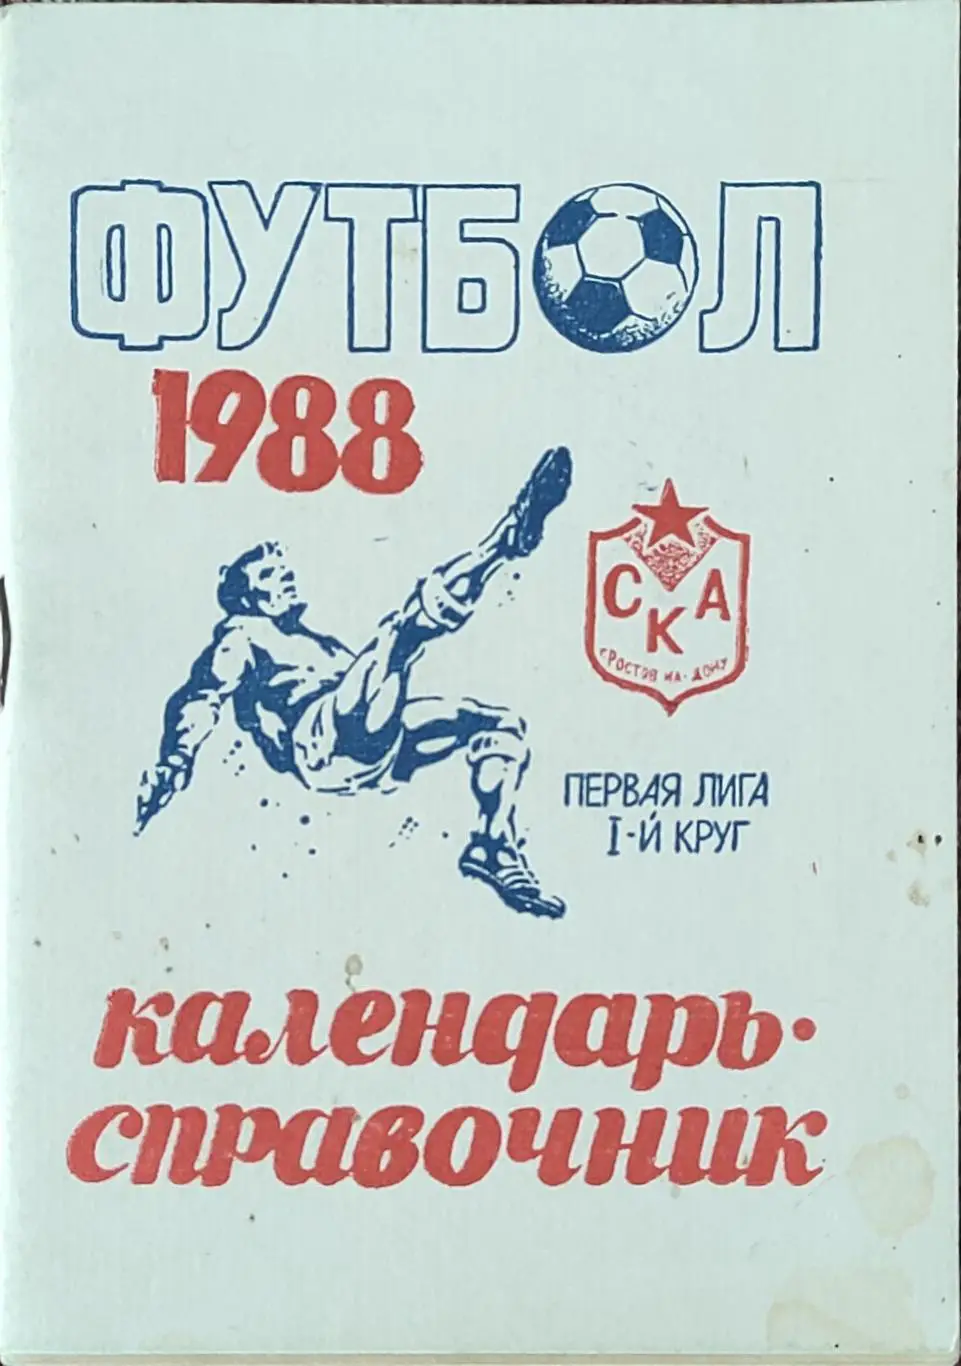 ФУТБОЛ
1988
СКА
г. РОСТОВ НА-ДОНУ
ПЕРВАЯ ЛИГА
I-Й КРУГ
календарь-
справочник